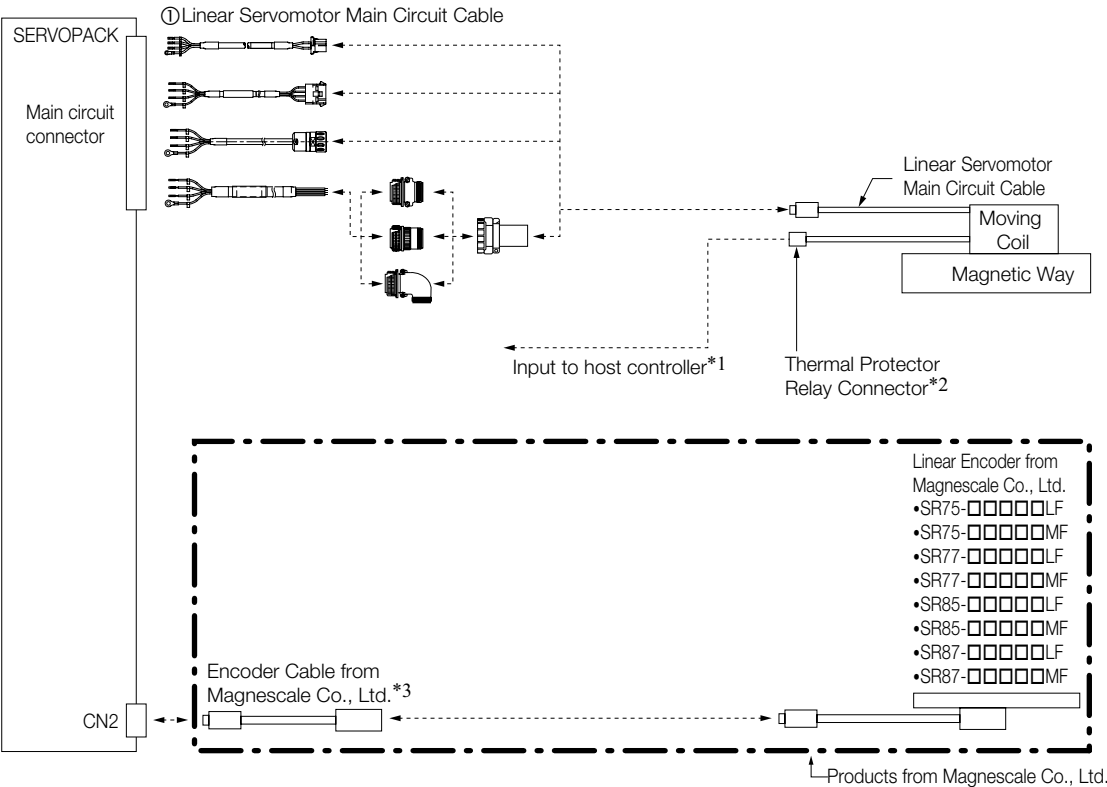 ①Linear Servomotor Main Circuit Cable
SERVOPACK
Main circuit
connector
Linear Servomotor
Main Circuit Cable
Moving
Coil
Magnetic Way
Input to host controller*1
Thermal Protector
Relay Connector*2
Linear Encoder from
Magnescale Co., Ltd.
•SR75-□□□□□LF
•SR75-□□□□□MF
•SR77-□□□□□LF
•SR77-□□□□□MF
•SR85-□□□□□LF
•SR85-□□□□□MF
•SR87-□□□□□LF
•SR87-□□□□□MF
Encoder Cable from
Magnescale Co., Ltd.*3
CN2
Products from Magnescale Co., Ltd.